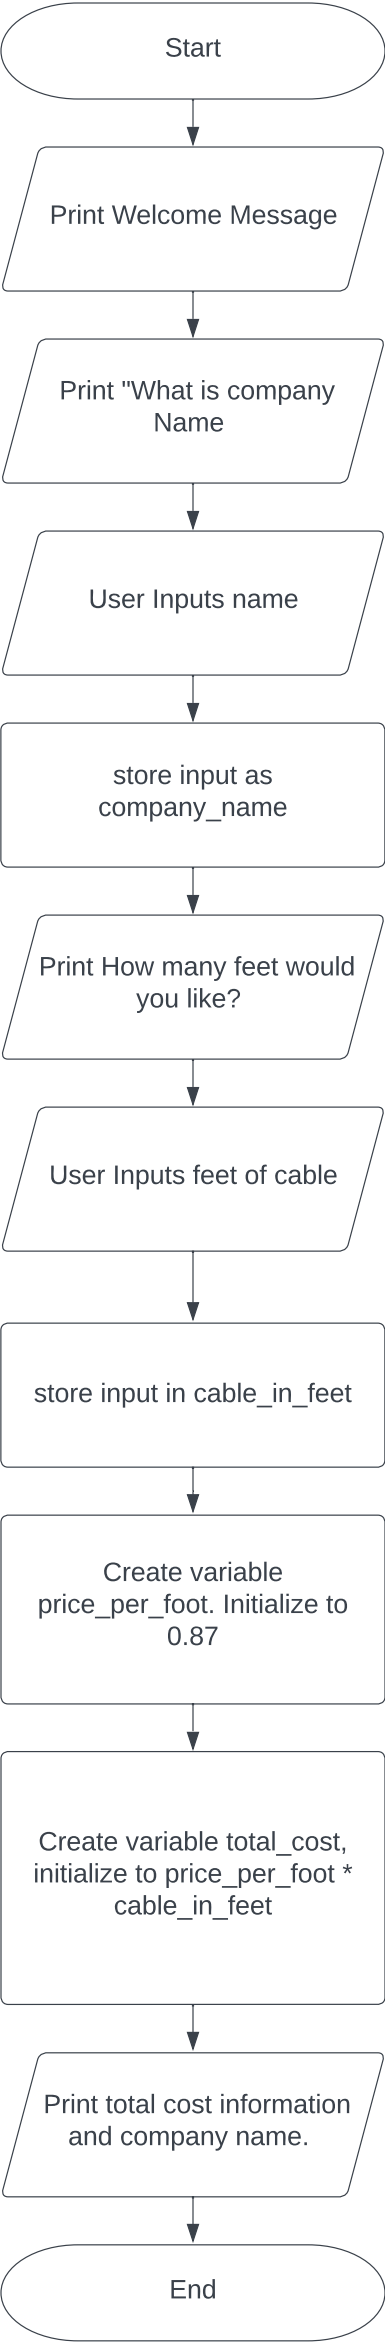 Start
Print Welcome Message
Print "What is company
Name
User Inputs name
store input as
company_name
Print How many feet would
you like?
User Inputs feet of cable
store input in cable_in_feet
Create variable
price_per_foot. Initialize to
0.87
Create variable total_cost,
initialize to price_per_foot *
cable_in_feet
Print total cost information
and company name.
End